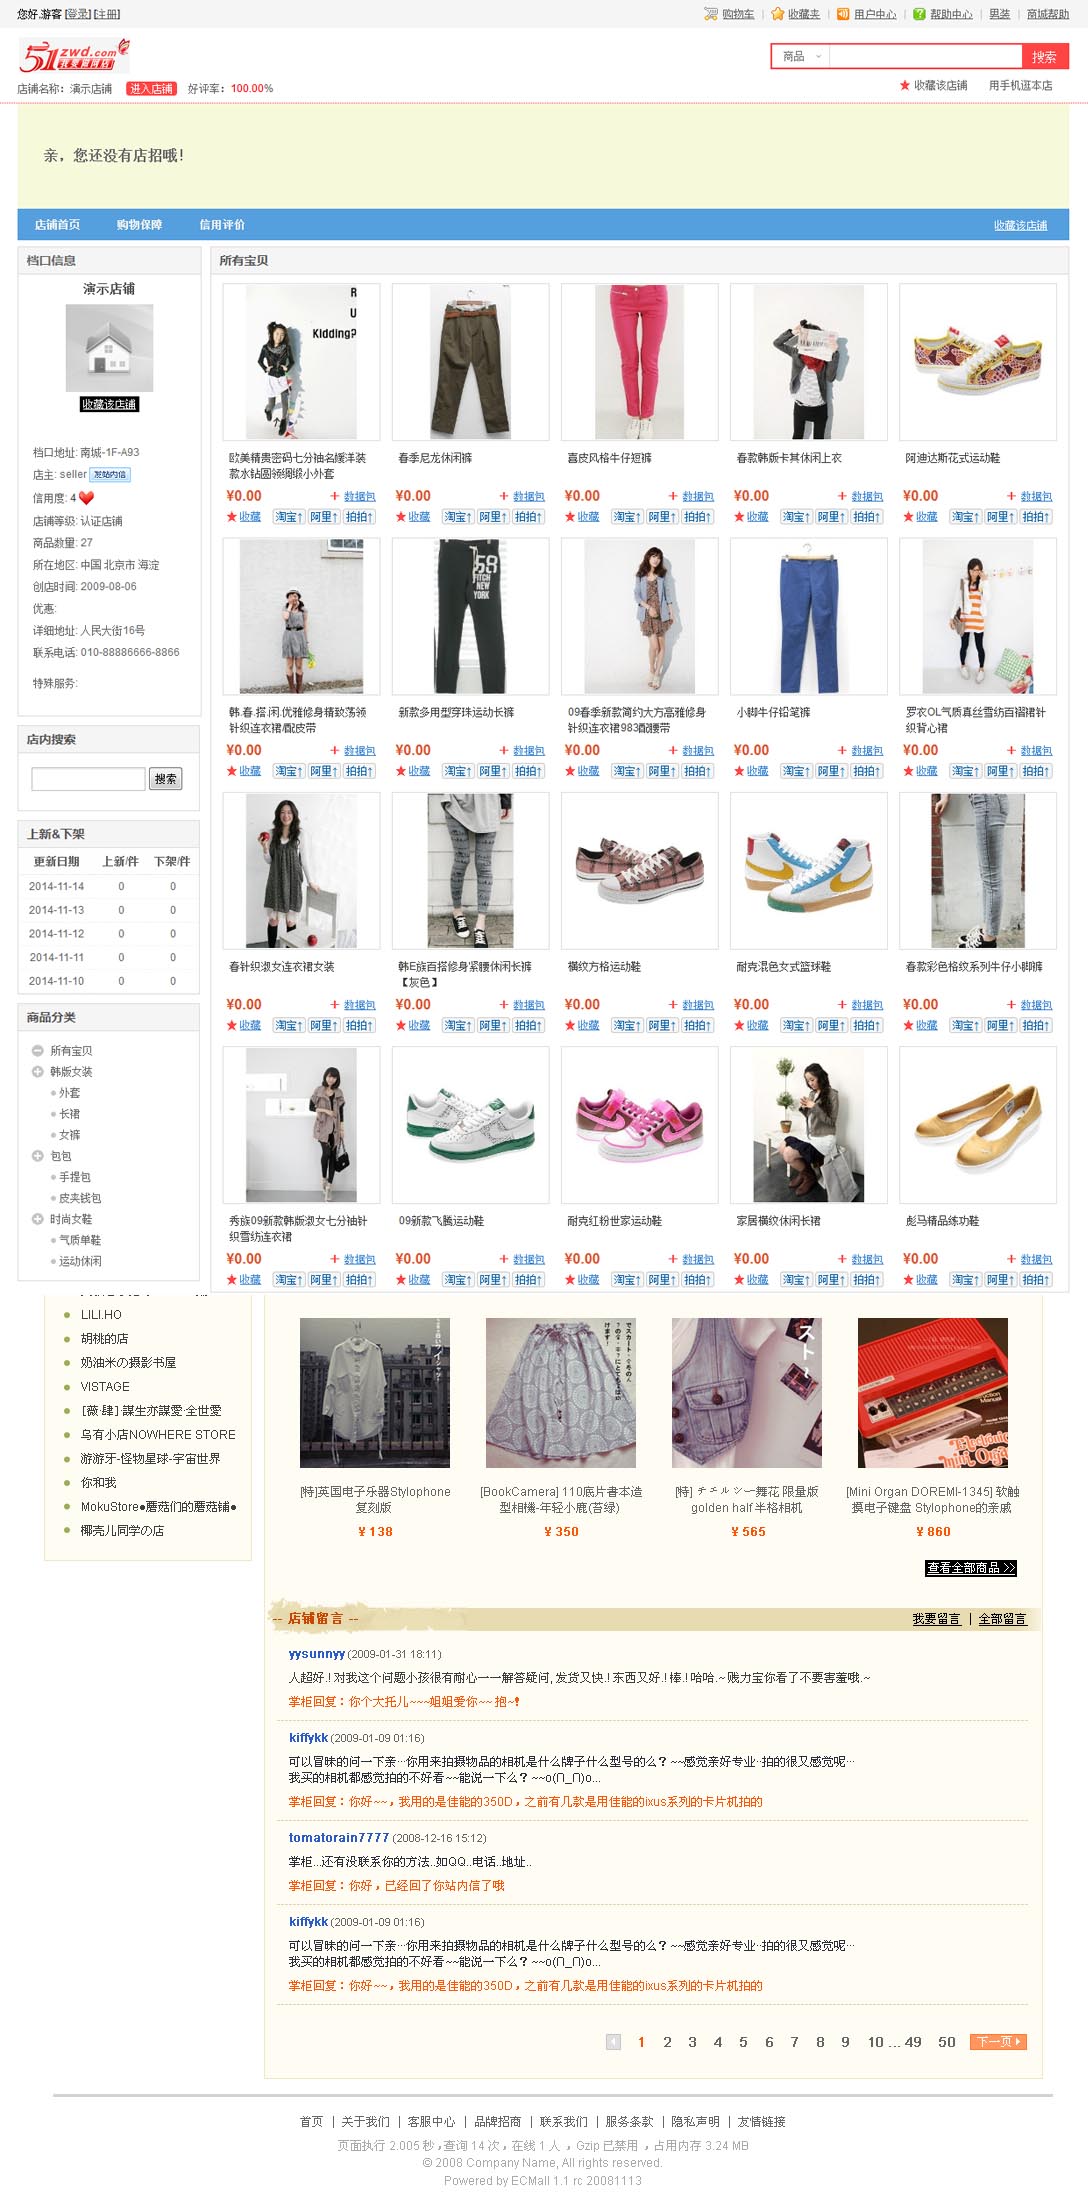 您好,游客 [登录] [注册]
购物车 | 收藏夹 | 用户中心 | 帮助中心 | 男装 | 商城帮助
51zwd.com
商品 搜索
店铺名称: 演示店铺 进入店铺 好评率: 100.00%
★ 收藏该店铺 用手机逛本店
亲，您还没有店招哦！
店铺首页 购物保障 信用评价 收藏该店铺
档口信息
演示店铺
收藏该店铺
档口地址: 南城-1F-A93
店主: seller 发站内信
信用度: 4
店铺等级: 认证店铺
商品数量: 27
所在地区: 中国 北京市 海淀
创店时间: 2009-08-06
优惠:
详细地址: 人民大街16号
联系电话: 010-88886666-8866
特殊服务:
店内搜索
搜索
上新&下架
更新日期 上新/件 下架/件
2014-11-14 0 0
2014-11-13 0 0
2014-11-12 0 0
2014-11-11 0 0
2014-11-10 0 0
商品分类
所有宝贝
韩版女装
外套
长裙
女裤
包包
手提包
皮夹钱包
时尚女鞋
气质单鞋
运动休闲
所有宝贝
R
U
Kidding?
欧美精贵密码七分袖名媛洋装
款水钻圆领绸缎小外套
¥0.00 + 数据包
★ 收藏 淘宝↑ 阿里↑ 拍拍↑
春季尼龙休闲裤
¥0.00 + 数据包
★ 收藏 淘宝↑ 阿里↑ 拍拍↑
喜皮风格牛仔短裤
¥0.00 + 数据包
★ 收藏 淘宝↑ 阿里↑ 拍拍↑
春款韩版卡其休闲上衣
¥0.00 + 数据包
★ 收藏 淘宝↑ 阿里↑ 拍拍↑
阿迪达斯花式运动鞋
¥0.00 + 数据包
★ 收藏 淘宝↑ 阿里↑ 拍拍↑
韩.春.搭.闲.优雅修身精致荡领
针织连衣裙/配皮带
¥0.00 + 数据包
★ 收藏 淘宝↑ 阿里↑ 拍拍↑
58
FITCH
NEW
YORK
新款多用型穿珠运动长裤
¥0.00 + 数据包
★ 收藏 淘宝↑ 阿里↑ 拍拍↑
09春季新款简约大方高雅修身
针织连衣裙983配腰带
¥0.00 + 数据包
★ 收藏 淘宝↑ 阿里↑ 拍拍↑
小脚牛仔铅笔裤
¥0.00 + 数据包
★ 收藏 淘宝↑ 阿里↑ 拍拍↑
罗衣OL气质真丝雪纺百褶裙针
织背心裙
¥0.00 + 数据包
★ 收藏 淘宝↑ 阿里↑ 拍拍↑
春针织淑女连衣裙女装
¥0.00 + 数据包
★ 收藏 淘宝↑ 阿里↑ 拍拍↑
韩E族百搭修身紧腰休闲长裤
【灰色】
¥0.00 + 数据包
★ 收藏 淘宝↑ 阿里↑ 拍拍↑
横纹方格运动鞋
¥0.00 + 数据包
★ 收藏 淘宝↑ 阿里↑ 拍拍↑
耐克混色女式篮球鞋
¥0.00 + 数据包
★ 收藏 淘宝↑ 阿里↑ 拍拍↑
春款彩色格纹系列牛仔小脚裤
¥0.00 + 数据包
★ 收藏 淘宝↑ 阿里↑ 拍拍↑
秀族09新款韩版淑女七分袖针
织雪纺连衣裙
¥0.00 + 数据包
★ 收藏 淘宝↑ 阿里↑ 拍拍↑
09新款飞腾运动鞋
¥0.00 + 数据包
★ 收藏 淘宝↑ 阿里↑ 拍拍↑
耐克红粉世家运动鞋
¥0.00 + 数据包
★ 收藏 淘宝↑ 阿里↑ 拍拍↑
家居横纹休闲长裙
¥0.00 + 数据包
★ 收藏 淘宝↑ 阿里↑ 拍拍↑
彪马精品练功鞋
¥0.00 + 数据包
★ 收藏 淘宝↑ 阿里↑ 拍拍↑
LILI.HO
胡桃的店
奶油米の摄影书屋
VISTAGE
[薇·肆].謀生亦謀愛·全世愛
乌有小店NOWHERE STORE
游游牙-怪物星球-宇宙世界
你和我
MokuStore●蘑菇们的蘑菇铺●
椰壳儿同学の店
[特]英国电子乐器Stylophone
复刻版
¥ 138
[BookCamera] 110底片書本造
型相機-年轻小鹿(苔绿)
¥ 350
golden half 半格相机
¥ 565
[Mini Organ DOREMI-1345] 软触
摸电子键盘 Stylophone的亲戚
¥ 860
查看全部商品 >>
-- 店铺留言 --
我要留言 | 全部留言
yysunnyy (2009-01-31 18:11)
人超好.! 对我这个问题小孩很有耐心一一解答疑问, 发货又快.! 东西又好.! 棒.! 哈哈.~ 贱力宝你看了不要害羞哦.~
掌柜回复：你个大托儿~~~姐姐爱你~~ 抱~!
kiffykk (2009-01-09 01:16)
可以冒昧的问一下亲···你用来拍摄物品的相机是什么牌子什么型号的么？~~感觉亲好专业··拍的很又感觉呢···
我买的相机都感觉拍的不好看~~能说一下么？~~o(∩_∩)o...
掌柜回复：你好~~，我用的是佳能的350D，之前有几款是用佳能的ixus系列的卡片机拍的
tomatorain7777 (2008-12-16 15:12)
掌柜...还有没联系你的方法..如QQ..电话..地址..
掌柜回复：你好，已经回了你站内信了哦
kiffykk (2009-01-09 01:16)
可以冒昧的问一下亲···你用来拍摄物品的相机是什么牌子什么型号的么？~~感觉亲好专业··拍的很又感觉呢···
我买的相机都感觉拍的不好看~~能说一下么？~~o(∩_∩)o...
掌柜回复：你好~~，我用的是佳能的350D，之前有几款是用佳能的ixus系列的卡片机拍的
1 2 3 4 5 6 7 8 9 10 ... 49 50 下一页
首页 | 关于我们 | 客服中心 | 品牌招商 | 联系我们 | 服务条款 | 隐私声明 | 友情链接
页面执行 2.005 秒，查询 14 次，在线 1 人，Gzip 已禁用，占用内存 3.24 MB
© 2008 Company Name, All rights reserved.
Powered by ECMall 1.1 rc 20081113